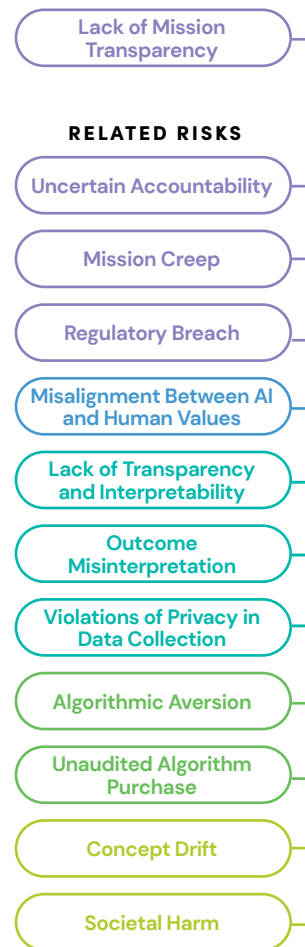 Lack of Mission
Transparency
RELATED RISKS
Uncertain Accountability
Mission Creep
Regulatory Breach
Misalignment Between AI
and Human Values
Lack of Transparency
and Interpretability
Outcome
Misinterpretation
Violations of Privacy in
Data Collection
Algorithmic Aversion
Unaudited Algorithm
Purchase
Concept Drift
Societal Harm